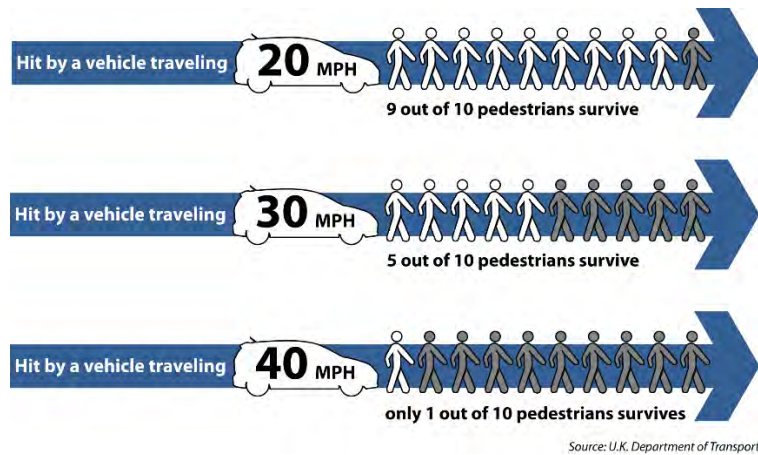 Hit by a vehicle traveling 20 MPH
9 out of 10 pedestrians survive
Hit by a vehicle traveling 30 MPH
5 out of 10 pedestrians survive
Hit by a vehicle traveling 40 MPH
only 1 out of 10 pedestrians survives
Source: U.K. Department of Transport